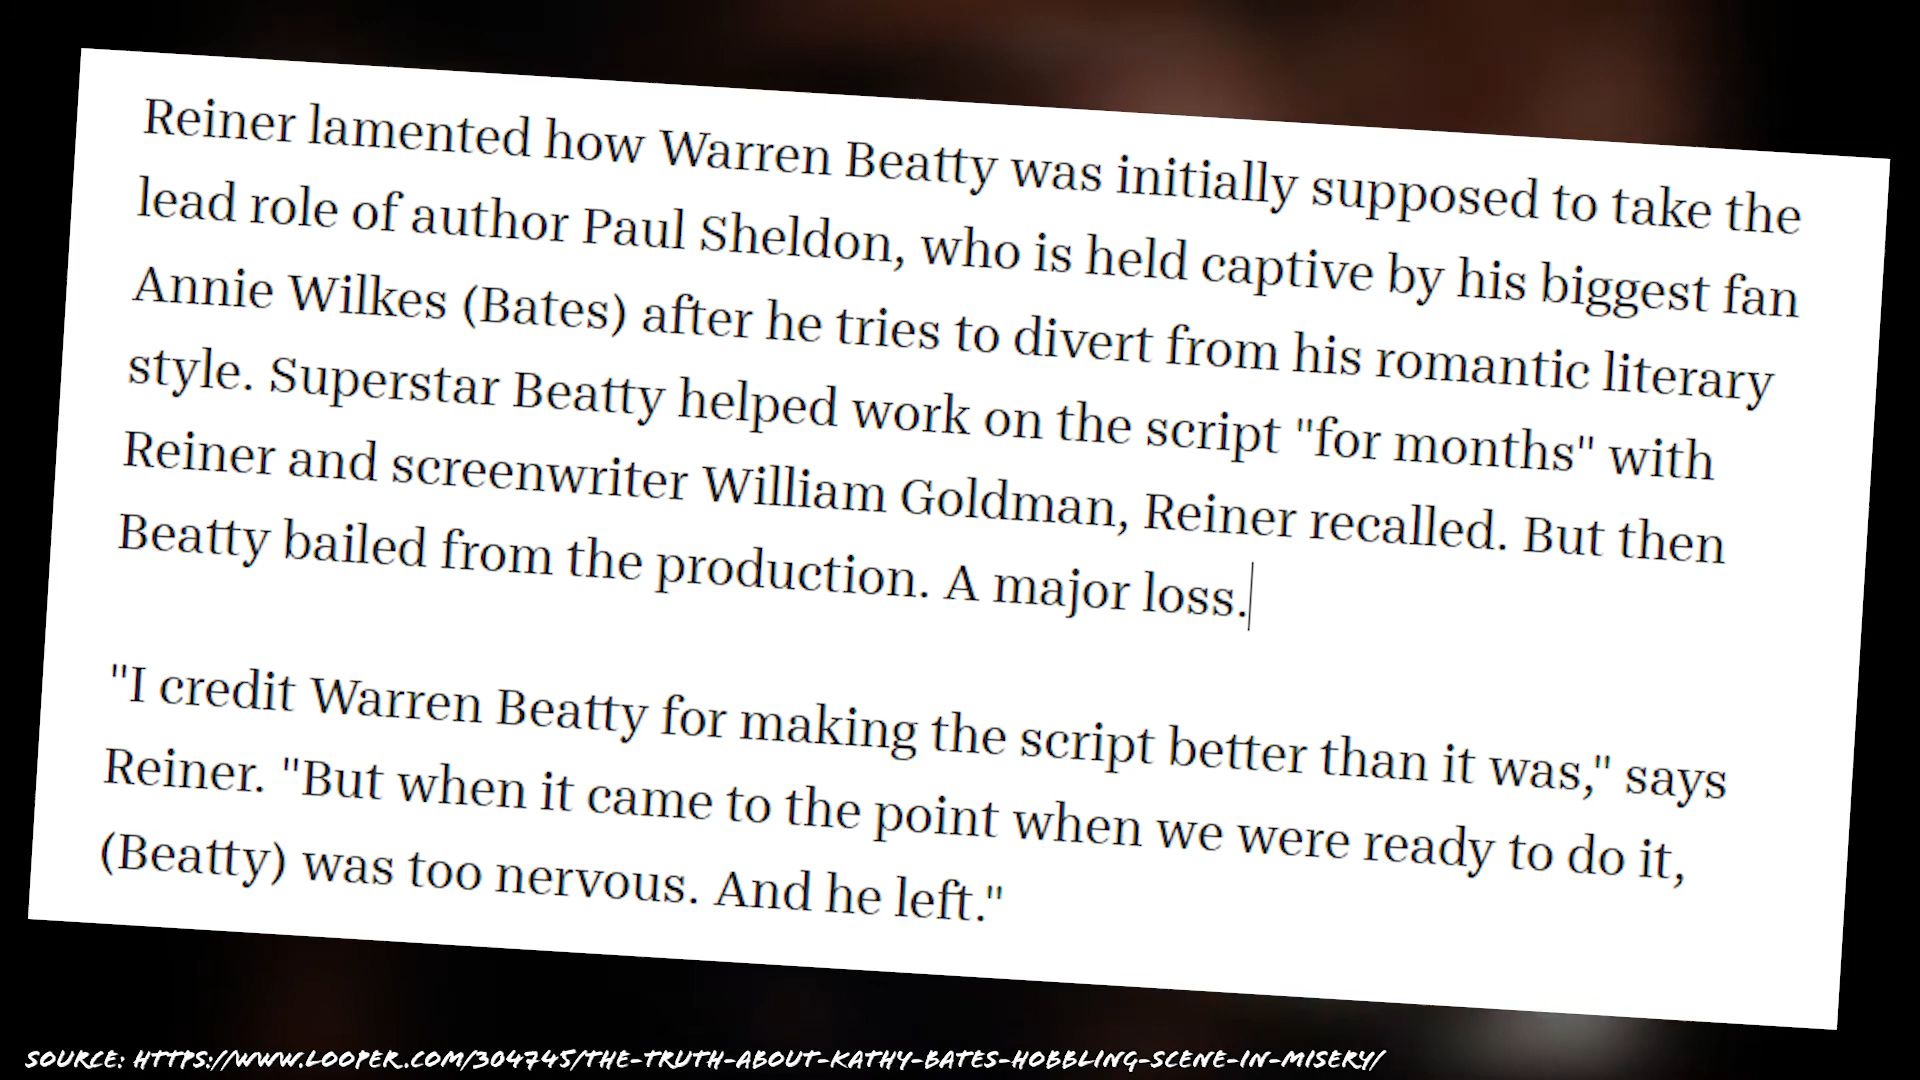 Reiner lamented how Warren Beatty was initially supposed to take the
lead role of author Paul Sheldon, who is held captive by his biggest fan
Annie Wilkes (Bates) after he tries to divert from his romantic literary
style. Superstar Beatty helped work on the script "for months" with
Reiner and screenwriter William Goldman, Reiner recalled. But then
Beatty bailed from the production. A major loss.
"I credit Warren Beatty for making the script better than it was," says
Reiner. "But when it came to the point when we were ready to do it,
(Beatty) was too nervous. And he left."
SOURCE: HTTPS://WWW.LOOPER.COM/304745/THE-TRUTH-ABOUT-KATHY-BATES-HOBBLING-SCENE-IN-MISERY/